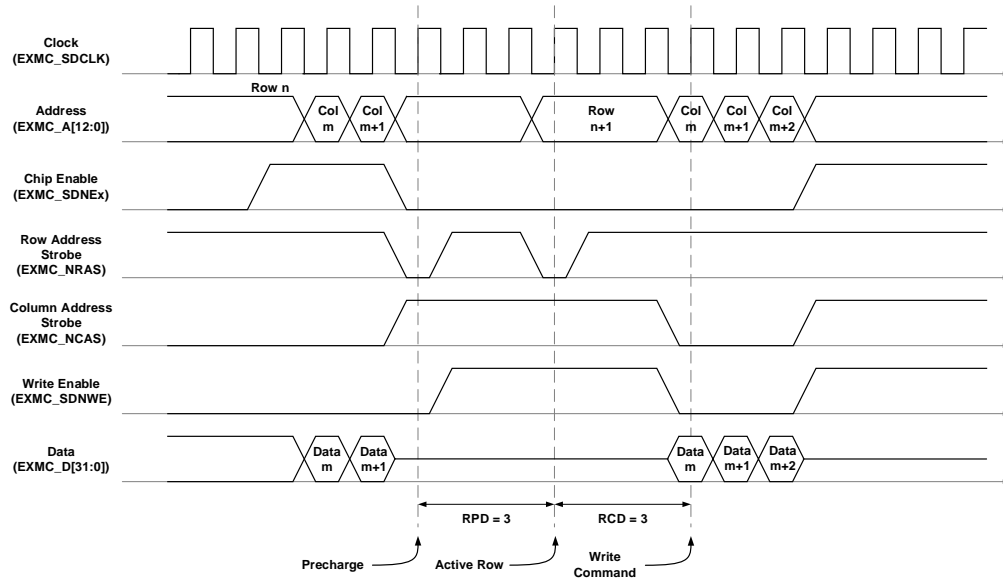 Clock
(EXMC_SDCLK)
Row n
Address
(EXMC_A[12:0])
Col
m
Col
m+1
Row
n+1
Col
m
Col
m+1
Col
m+2
Chip Enable
(EXMC_SDNEx)
Row Address
Strobe
(EXMC_NRAS)
Column Address
Strobe
(EXMC_NCAS)
Write Enable
(EXMC_SDNWE)
Data
(EXMC_D[31:0])
Data
m
Data
m+1
Data
m
Data
m+1
Data
m+2
RPD = 3
RCD = 3
Precharge
Active Row
Write
Command